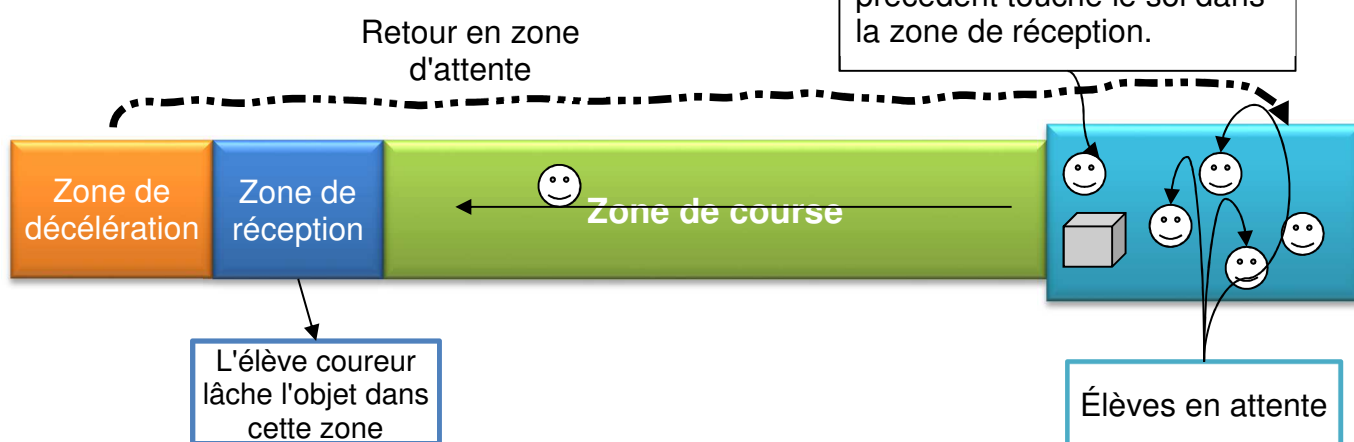 précédent touche le sol dans
la zone de réception.
Retour en zone
d'attente
Zone de
décélération
Zone de
réception
Zone de course
L'élève coureur
lâche l'objet dans
cette zone
Élèves en attente